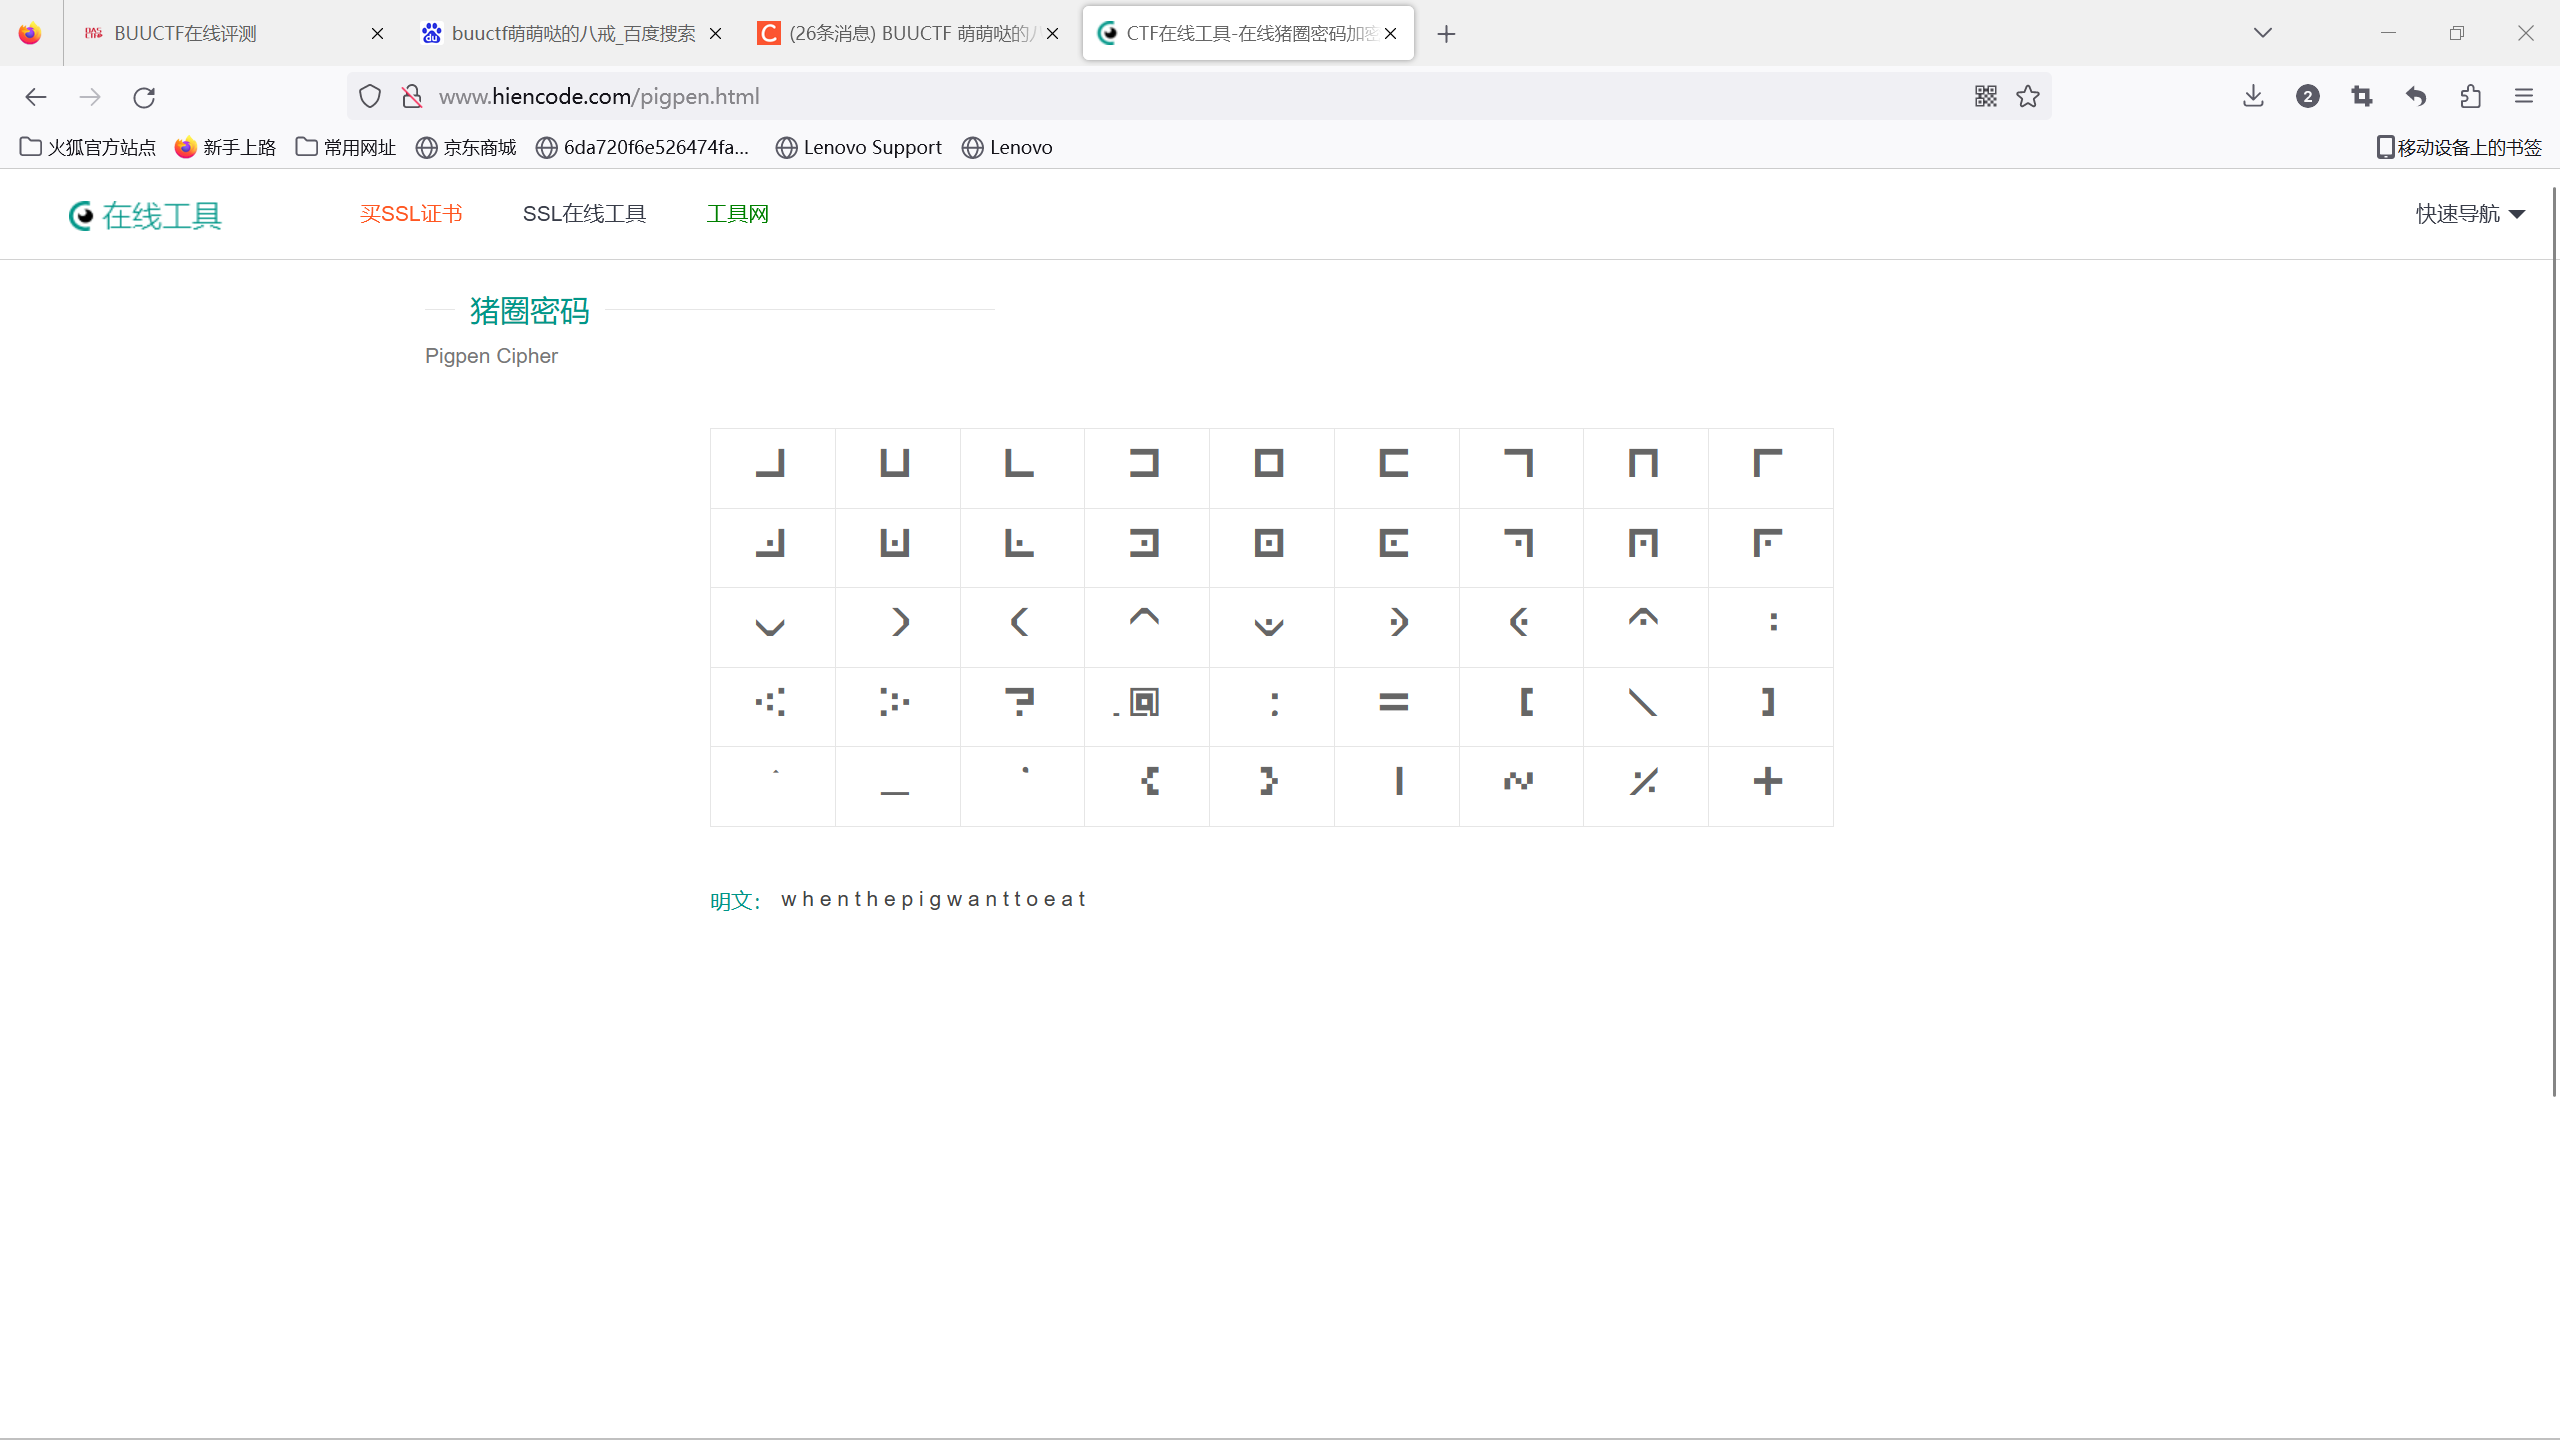 BUUCTF在线评测
buuctf萌萌哒的八戒_百度搜索
(26条消息) BUUCTF 萌萌哒的
CTF在线工具-在线猪圈密码加密
www.hiencode.com/pigpen.html
2
火狐官方站点
新手上路
常用网址
京东商城
6da720f6e526474fa...
Lenovo Support
Lenovo
移动设备上的书签
在线工具
买SSL证书
SSL在线工具
工具网
快速导航
猪圈密码
Pigpen Cipher
明文： w h e n t h e p i g w a n t t o e a t